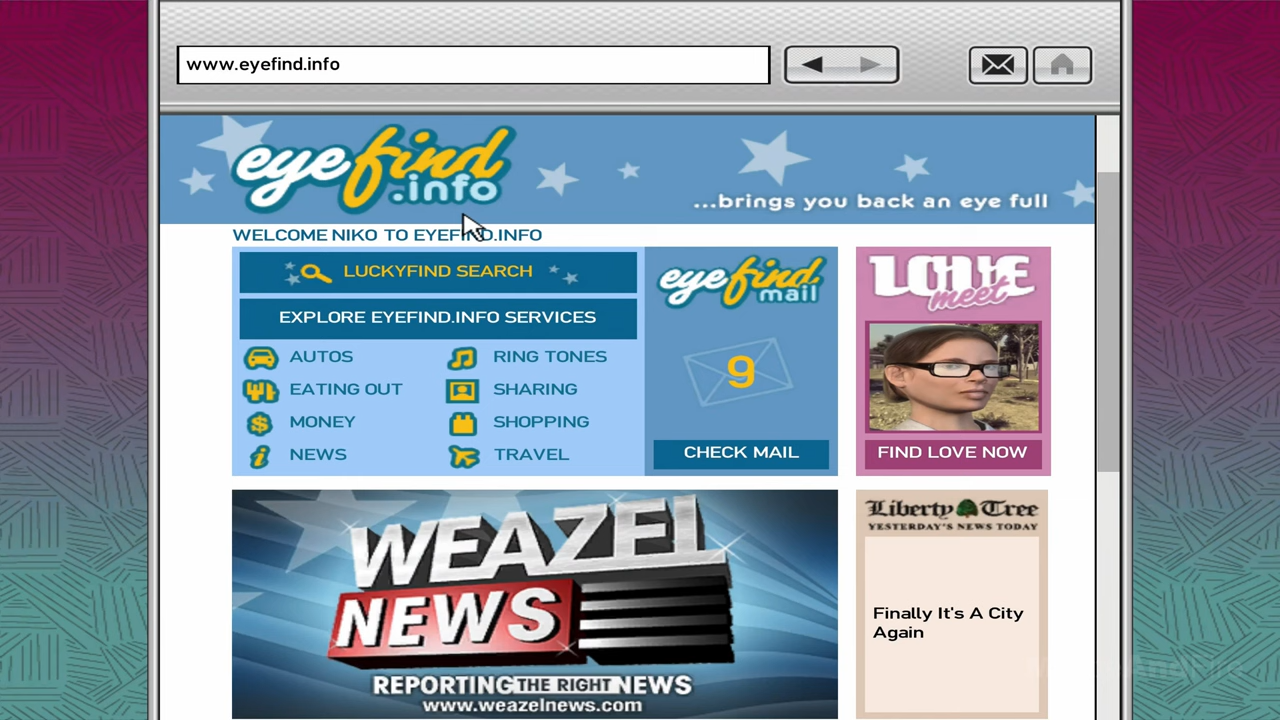 www.eyefind.info
eyefind
.info
...brings you back an eye full
WELCOME NIKO TO EYEFIND.INFO
LUCKYFIND SEARCH
EXPLORE EYEFIND.INFO SERVICES
AUTOS
RING TONES
EATING OUT
SHARING
MONEY
SHOPPING
NEWS
TRAVEL
eyefind
mail
9
CHECK MAIL
LOVE
meet
FIND LOVE NOW
WEAZEL
NEWS
REPORTING THE RIGHT NEWS
www.weazelnews.com
Liberty Tree
YESTERDAY'S NEWS TODAY
Finally It's A City
Again